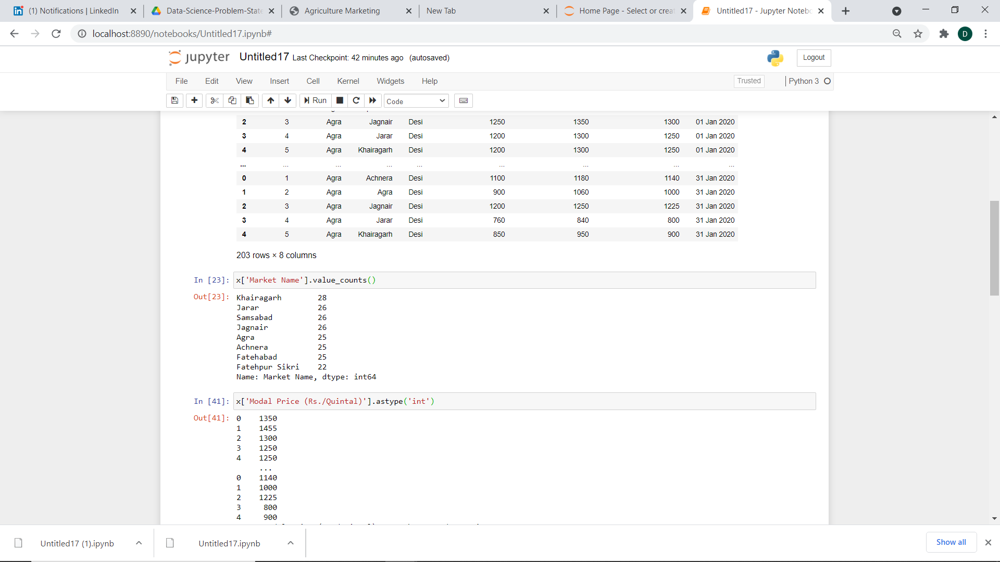 (1) Notifications | LinkedIn
Data-Science-Problem-State
Agriculture Marketing
New Tab
Home Page - Select or creat
Untitled17 - Jupyter Notebo
localhost:8890/notebooks/Untitled17.ipynb#
D
jupyter Untitled17 Last Checkpoint: 42 minutes ago (autosaved)
Logout
File Edit View Insert Cell Kernel Widgets Help
Trusted
Python 3
Run
Code
2 3 Agra Jagnair Desi 1250 1350 1300 01 Jan 2020
3 4 Agra Jarar Desi 1200 1300 1250 01 Jan 2020
4 5 Agra Khairagarh Desi 1200 1300 1250 01 Jan 2020
... ... ... ... ... ... ... ... ...
0 1 Agra Achnera Desi 1100 1180 1140 31 Jan 2020
1 2 Agra Agra Desi 900 1060 1000 31 Jan 2020
2 3 Agra Jagnair Desi 1200 1250 1225 31 Jan 2020
3 4 Agra Jarar Desi 760 840 800 31 Jan 2020
4 5 Agra Khairagarh Desi 850 950 900 31 Jan 2020
203 rows × 8 columns
In [23]: x['Market Name'].value_counts()
Out[23]: Khairagarh 28
Jarar 26
Samsabad 26
Jagnair 26
Agra 25
Achnera 25
Fatehabad 25
Fatehpur Sikri 22
Name: Market Name, dtype: int64
In [41]: x['Modal Price (Rs./Quintal)'].astype('int')
Out[41]: 0 1350
1 1455
2 1300
3 1250
4 1250
...
0 1140
1 1000
2 1225
3 800
4 900
Untitled17 (1).ipynb
Untitled17.ipynb
Show all